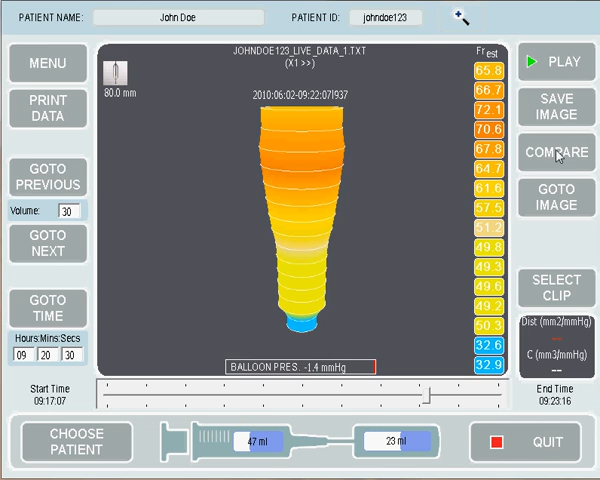 PATIENT NAME: John Doe PATIENT ID: johndoe123
MENU
PRINT
DATA
GOTO
PREVIOUS
Volume: 30
GOTO
NEXT
GOTO
TIME
Hours:Mins:Secs
09 20 30
JOHNDOE123_LIVE_DATA_1.TXT
(X1 >>)
80.0 mm
2010:06:02-09:22:07|937
Fr est
65.8
66.7
72.1
70.6
67.8
64.7
61.6
57.5
51.2
49.8
49.3
49.6
49.2
50.3
32.6
32.9
BALLOON PRES. -1.4 mmHg
PLAY
SAVE
IMAGE
COMPARE
GOTO
IMAGE
SELECT
CLIP
Dist (mm2/mmHg)
---
C (mm3/mmHg)
--
Start Time
09:17:07
End Time
09:23:16
CHOOSE
PATIENT
47 ml
23 ml
QUIT